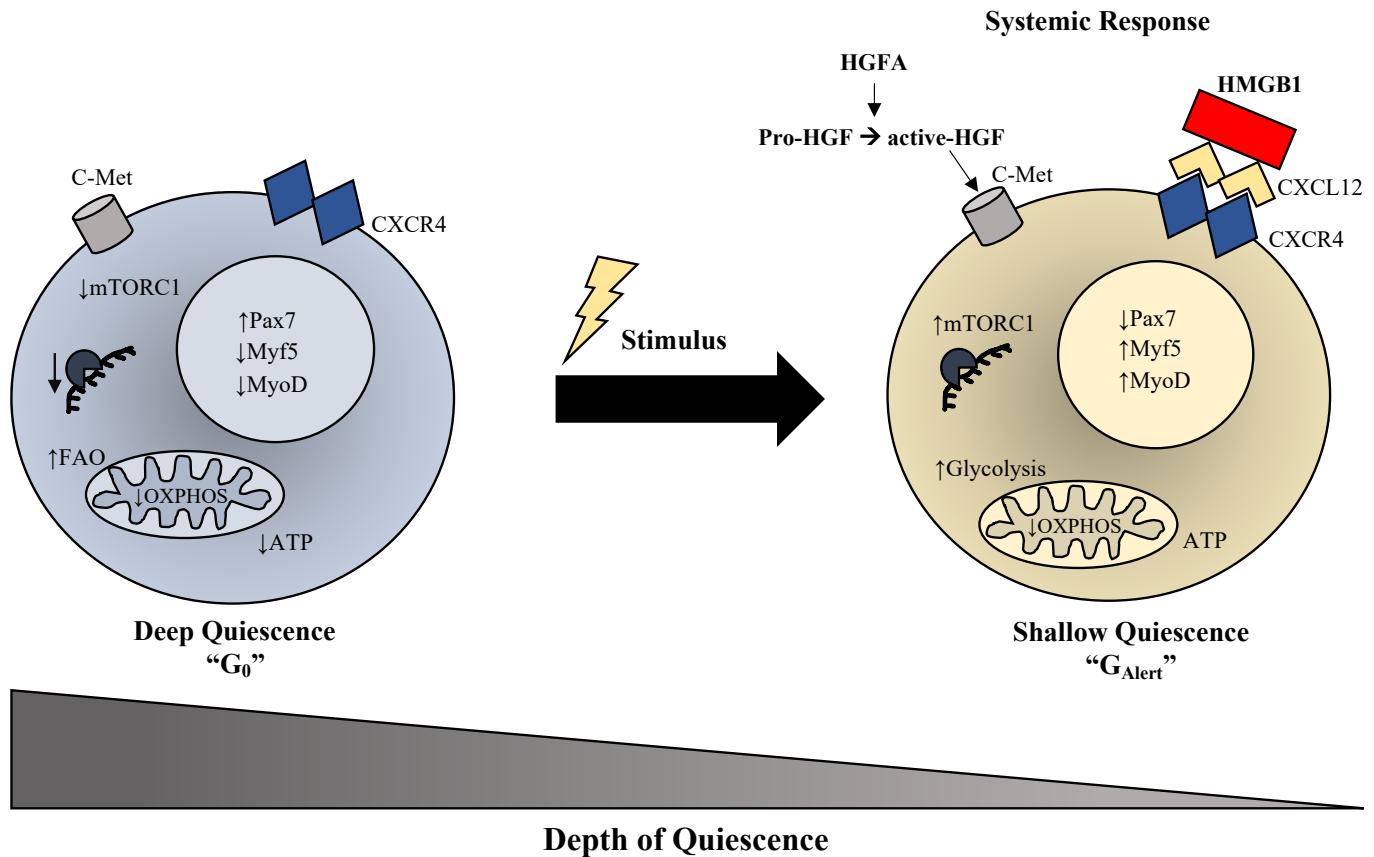 Systemic Response
HGFA
HMGB1
Pro-HGF → active-HGF
C-Met
CXCR4
↓mTORC1
↑Pax7
↓Myf5
↓MyoD
↑FAO
↓OXPHOS
↓ATP
Deep Quiescence
“G₀”
Stimulus
C-Met
CXCL12
CXCR4
↑mTORC1
↓Pax7
↑Myf5
↑MyoD
↑Glycolysis
↓OXPHOS
ATP
Shallow Quiescence
“G_Alert”
Depth of Quiescence